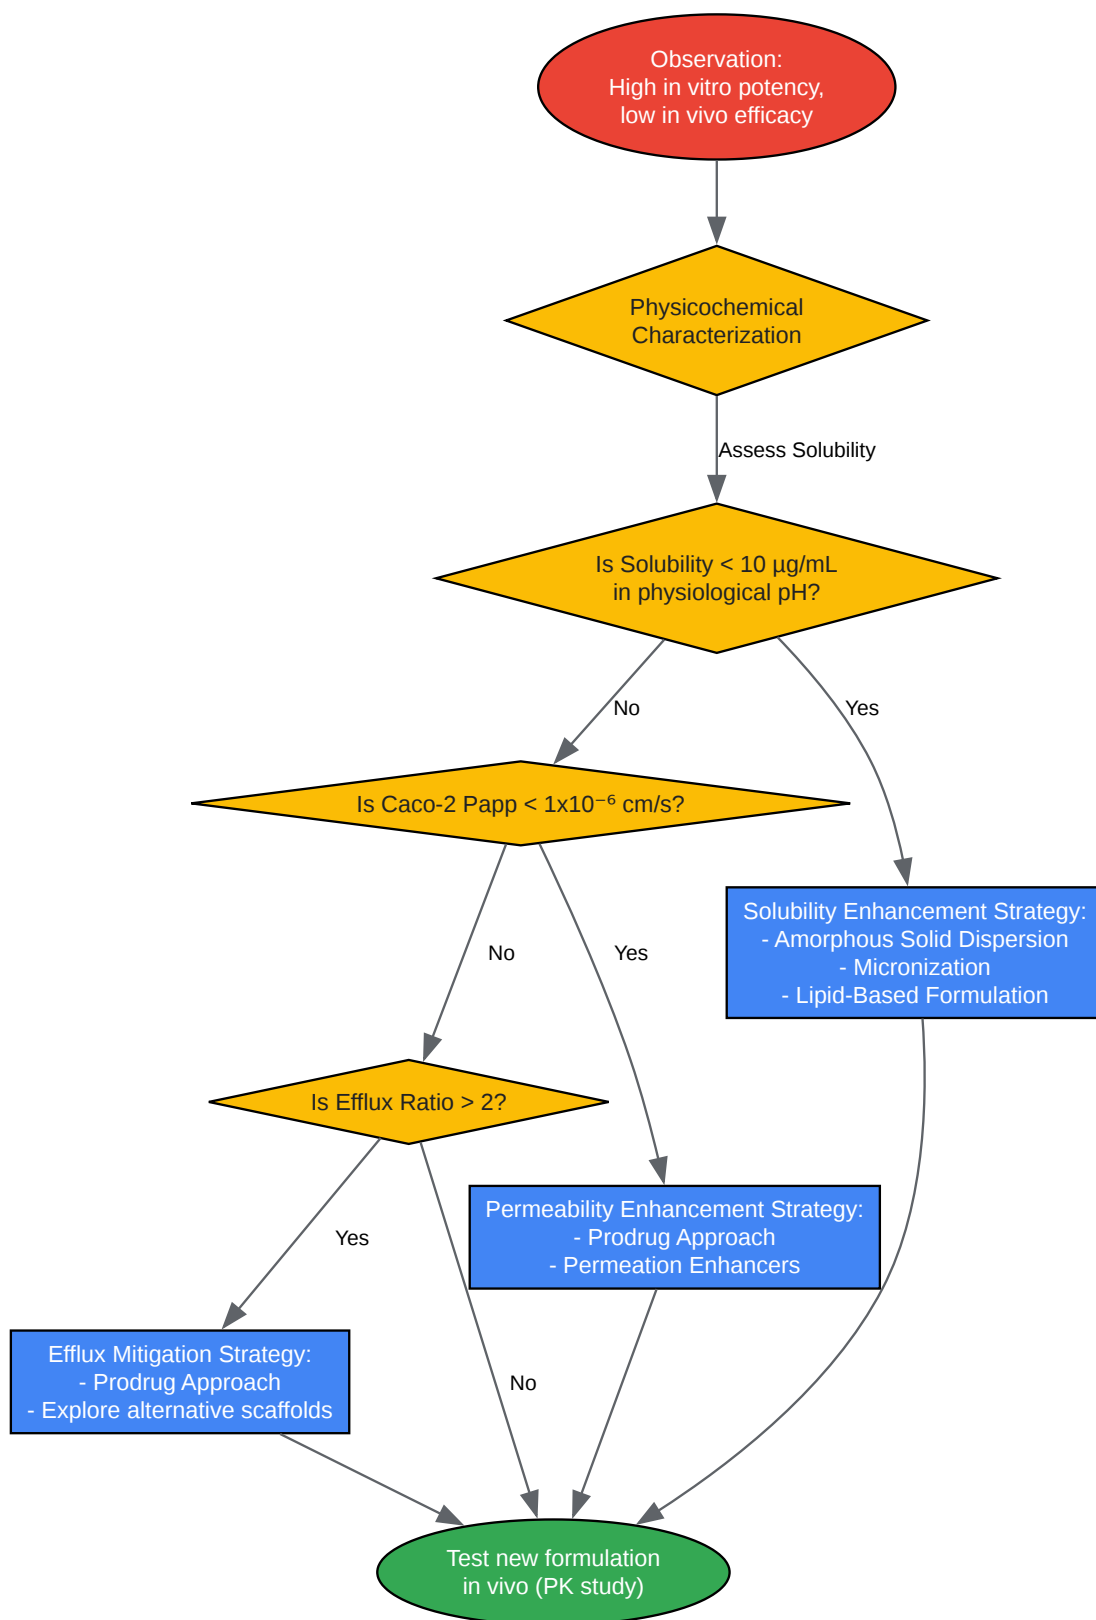 Observation:
High in vitro potency,
low in vivo efficacy
Physicochemical
Characterization
Assess Solubility
Is Solubility < 10 µg/mL
in physiological pH?
No
Yes
Is Caco-2 Papp < 1x10⁻⁶ cm/s?
Solubility Enhancement Strategy:
- Amorphous Solid Dispersion
- Micronization
- Lipid-Based Formulation
No
Yes
Is Efflux Ratio > 2?
Permeability Enhancement Strategy:
- Prodrug Approach
- Permeation Enhancers
Yes
No
Efflux Mitigation Strategy:
- Prodrug Approach
- Explore alternative scaffolds
Test new formulation
in vivo (PK study)